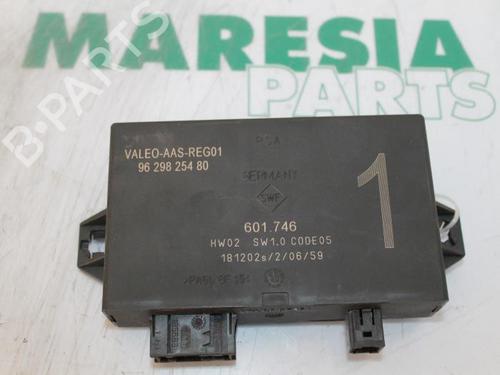 MARESIA
PARTS
B-PARTS
VALEO-AAS-REG01
96 298 254 80
PSA
GERMANY
SWF
1
601.746
HW02 SW1.0 CODE05
181202s/2/06/59